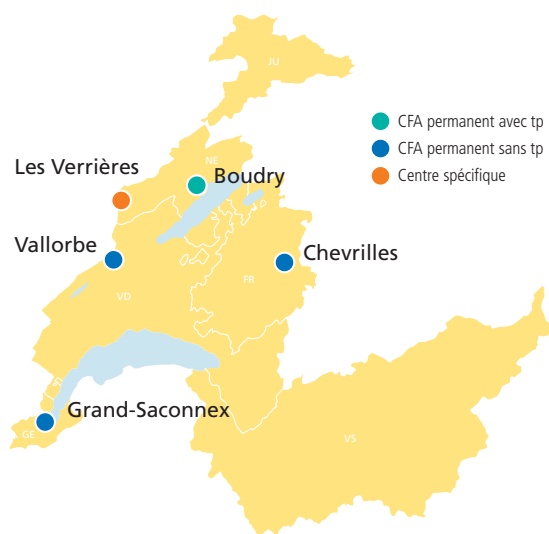 JU
CFA permanent avec tp
CFA permanent sans tp
Centre spécifique
NE
Les Verrières
Boudry
Vallorbe
Chevrilles
FR
VD
Grand-Saconnex
GE
VS